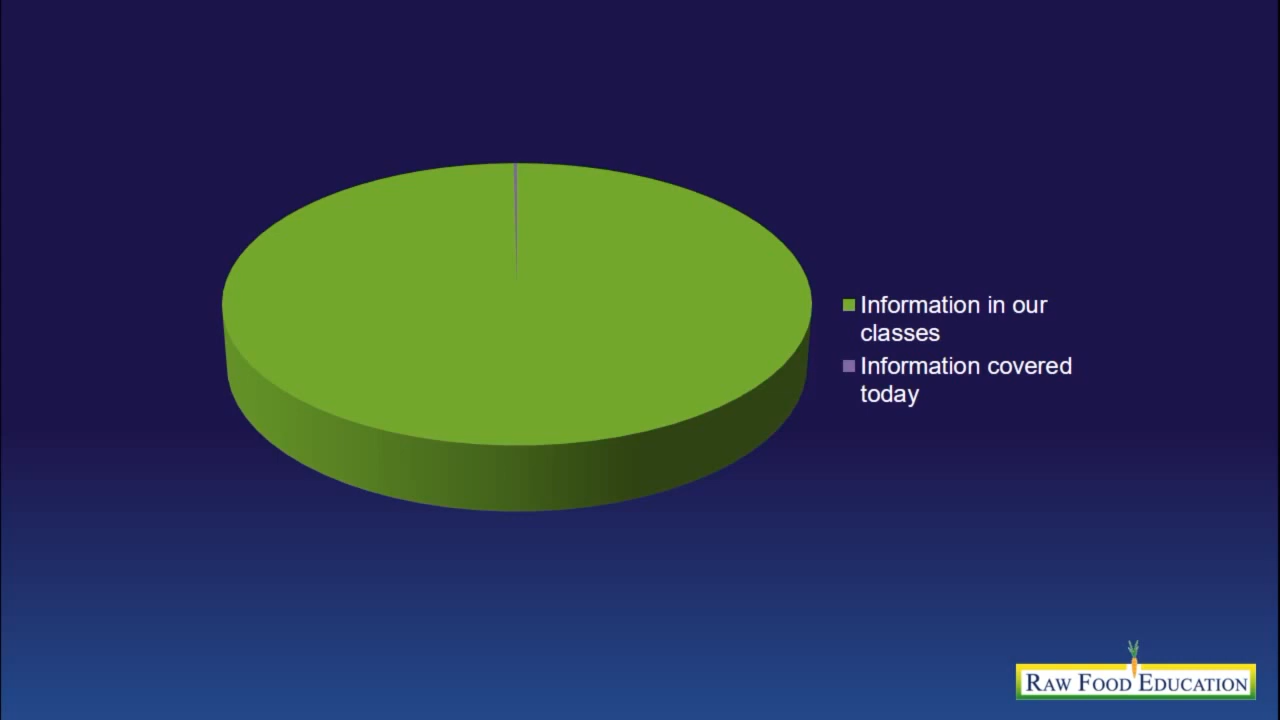 Information in our
classes
Information covered
today
RAW FOOD EDUCATION